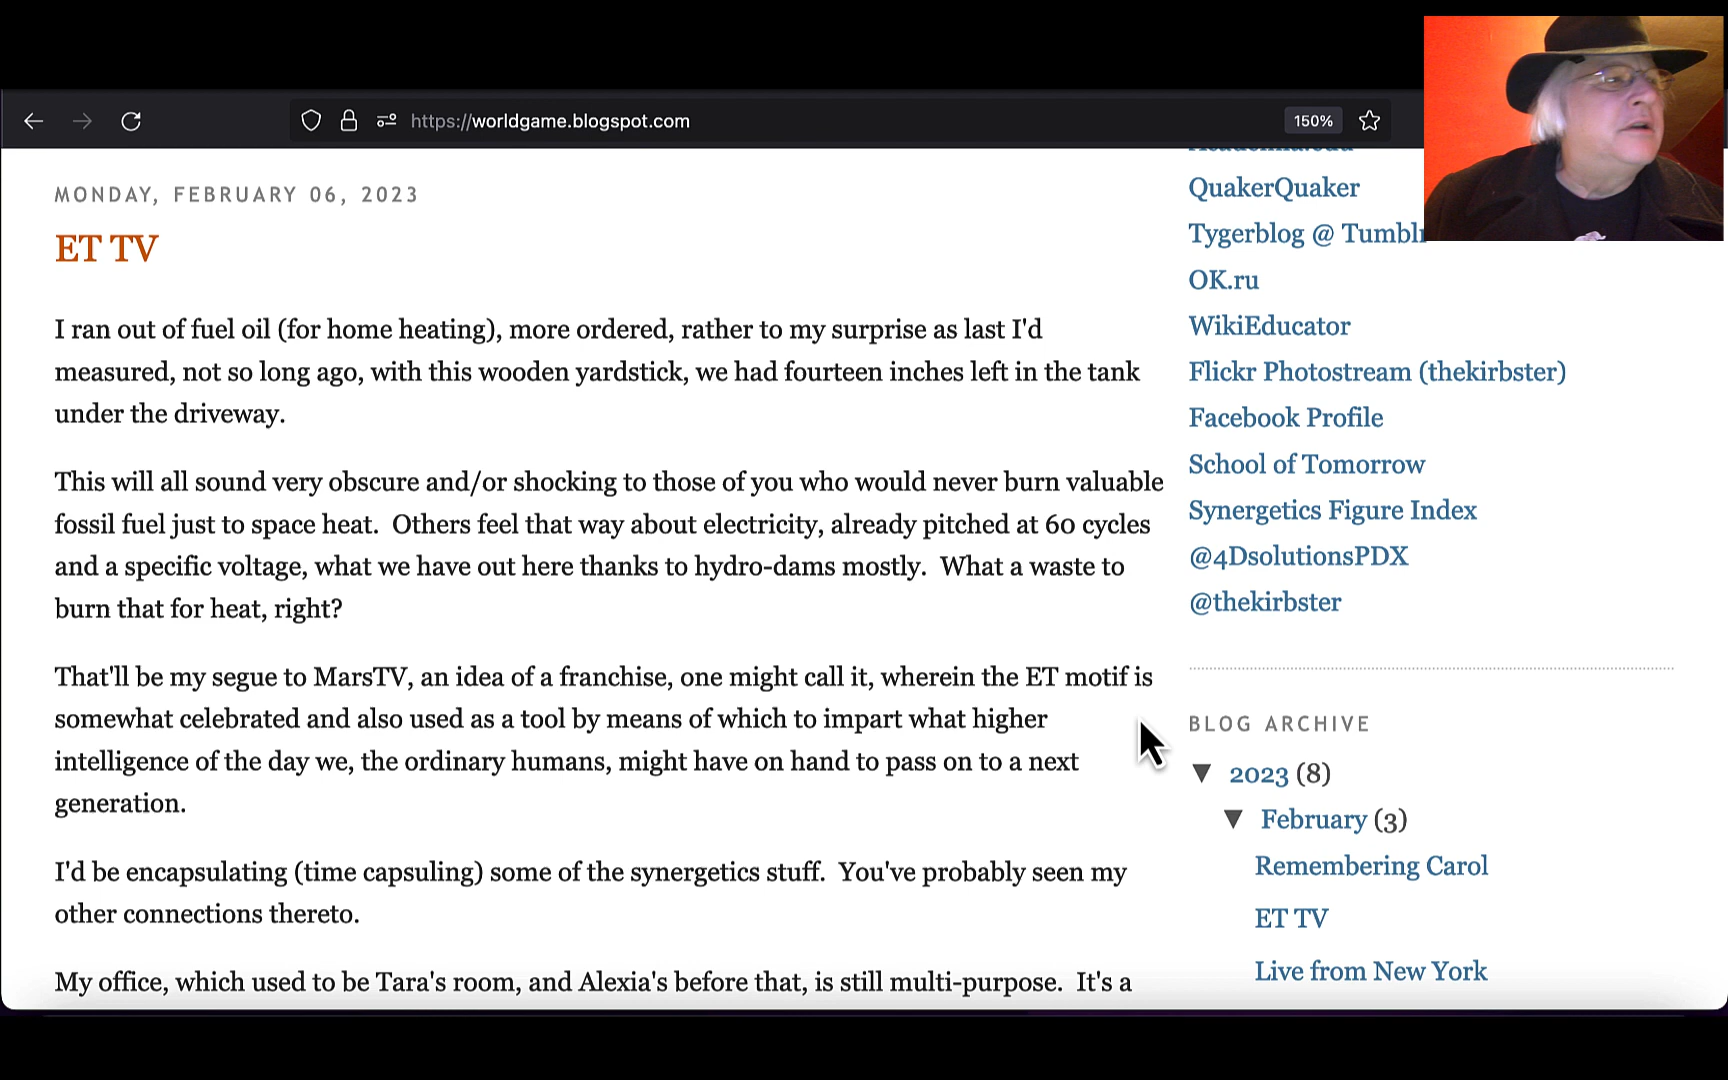 https://worldgame.blogspot.com
150%
MONDAY, FEBRUARY 06, 2023
ET TV
I ran out of fuel oil (for home heating), more ordered, rather to my surprise as last I'd
measured, not so long ago, with this wooden yardstick, we had fourteen inches left in the tank
under the driveway.
This will all sound very obscure and/or shocking to those of you who would never burn valuable
fossil fuel just to space heat.  Others feel that way about electricity, already pitched at 60 cycles
and a specific voltage, what we have out here thanks to hydro-dams mostly.  What a waste to
burn that for heat, right?
That'll be my segue to MarsTV, an idea of a franchise, one might call it, wherein the ET motif is
somewhat celebrated and also used as a tool by means of which to impart what higher
intelligence of the day we, the ordinary humans, might have on hand to pass on to a next
generation.
I'd be encapsulating (time capsuling) some of the synergetics stuff.  You've probably seen my
other connections thereto.
My office, which used to be Tara's room, and Alexia's before that, is still multi-purpose.  It's a
QuakerQuaker
Tygerblog @ Tumblr
OK.ru
WikiEducator
Flickr Photostream (thekirbster)
Facebook Profile
School of Tomorrow
Synergetics Figure Index
@4DsolutionsPDX
@thekirbster
BLOG ARCHIVE
▼ 2023 (8)
▼ February (3)
Remembering Carol
ET TV
Live from New York